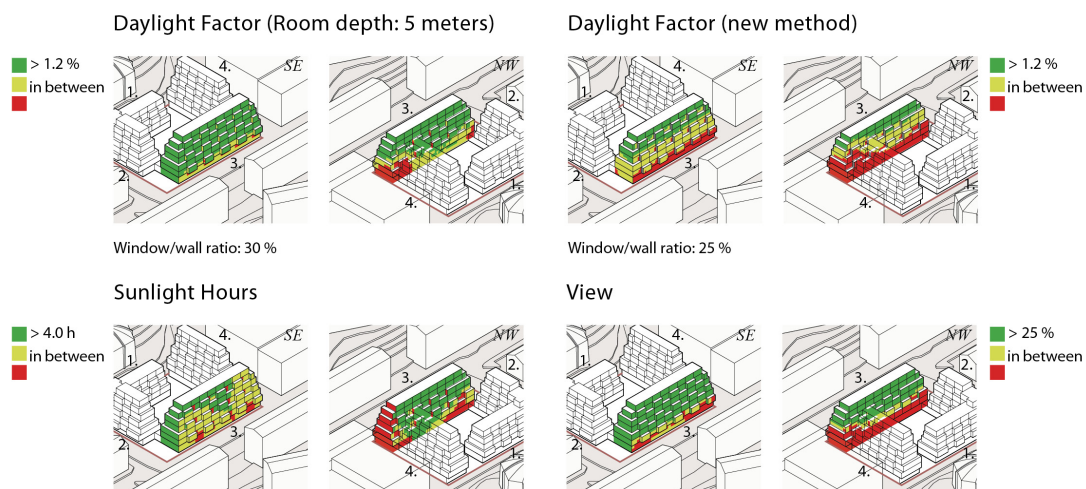 Daylight Factor (Room depth: 5 meters)
> 1.2 %
in between
1.
4.
SE
2.
3.
NW
3.
2.
4.
1.
Window/wall ratio: 30 %
Daylight Factor (new method)
1.
4.
SE
2.
3.
NW
3.
2.
4.
1.
> 1.2 %
in between
Window/wall ratio: 25 %
Sunlight Hours
> 4.0 h
in between
1.
4.
SE
2.
3.
NW
3.
2.
4.
1.
View
1.
4.
SE
2.
3.
NW
3.
2.
4.
1.
> 25 %
in between